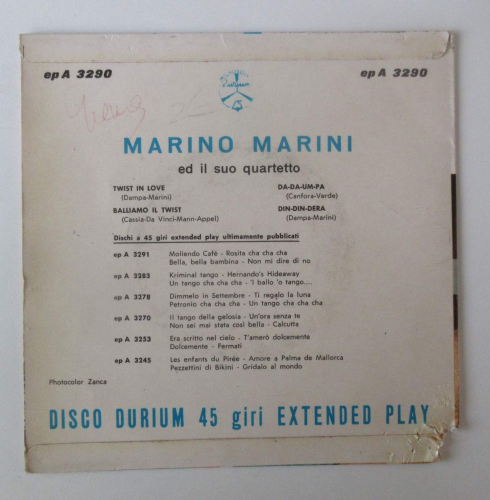 ep A 3290
ep A 3290
MARINO MARINI
ed il suo quartetto
TWIST IN LOVE
(Dampa-Marini)
BALLIAMO IL TWIST
(Cassia-Da Vinci-Mann-Appel)
DA-DA-UM-PA
(Canfora-Verde)
DIN-DIN-DERA
(Dampa-Marini)
Dischi a 45 giri extended play ultimamente pubblicati
ep A 3291 Moliendo Cafè - Rosita cha cha cha
Bella, bella bambina - Non mi dire di no
ep A 3283 Kriminal tango - Hernando's Hideaway
Un tango cha cha cha - 'I ballo 'o tango....
ep A 3278 Dimmelo in Settembre - Ti regalo la luna
Petronio cha cha cha - Un tango cha cha cha
ep A 3270 Il tango della gelosia - Un'ora senza te
Non sei mai stata così bella - Calcutta
ep A 3253 Era scritto nel cielo - T'amerò dolcemente
Dolcemente - Fermati
ep A 3245 Les enfants du Pirée - Amore a Palma de Mallorca
Pezzettini di Bikini - Gridalo al mondo
Photocolor Zanca
DISCO DURIUM 45 giri EXTENDED PLAY